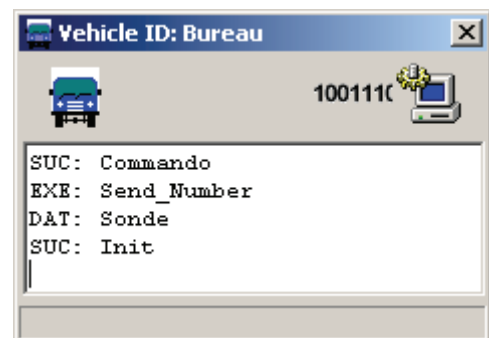 Vehicle ID: Bureau
100111(
SUC: Commando
EXE: Send_Number
DAT: Sonde
SUC: Init